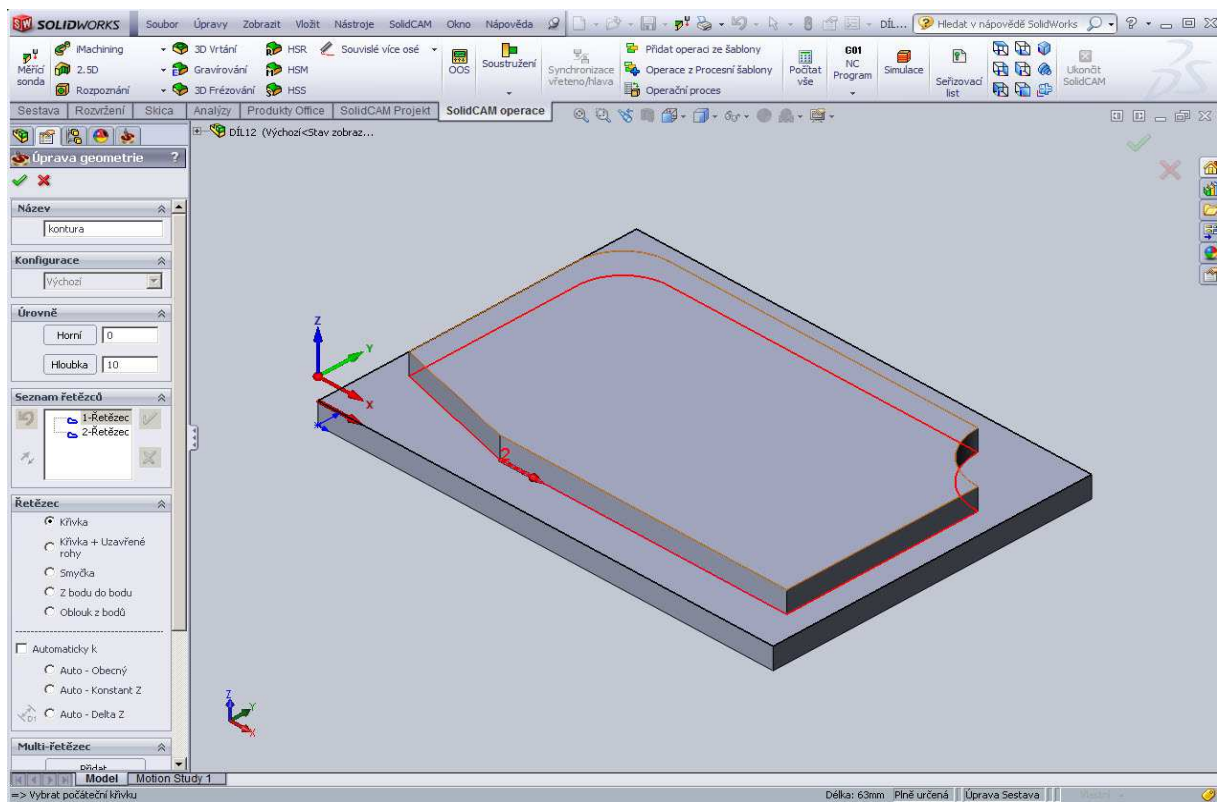 SOLIDWORKS Soubor Úpravy Zobrazit Vložit Nástroje SolidCAM Okno Nápověda DÍL... Hledat v nápovědě SolidWorks ?
Měřící sonda
iMachining
2.5D
Rozpoznání
3D Vrtání
Gravírování
3D Frézování
HSR
HSM
HSS
Souvislé více osé
OOS
Soustružení
Synchronizace vřeteno/hlava
Přidat operaci ze šablony
Operace z Procesní šablony
Operační proces
Počítat vše
G01
NC
Program
Simulace
Seřizovací list
Ukončit SolidCAM
Sestava Rozvržení Skica Analýzy Produkty Office SolidCAM Projekt SolidCAM operace
DÍL12 (Výchozí<Stav zobraz...
Úprava geometrie ?
Název
kontura
Konfigurace
Výchozí
Úrovně
Horní 0
Hloubka 10
Seznam řetězců
1-Řetězec
2-Řetězec
Řetězec
Křivka
Křivka + Uzavřené rohy
Smyčka
Z bodu do bodu
Oblouk z bodů
Automaticky k
Auto - Obecný
Auto - Konstant Z
Auto - Delta Z
Multi-řetězec
Přidat
Z
Y
X
2
Z
Y
X
Model Motion Study 1
=> Vybrat počáteční křivku Délka: 63mm Plně určená Úprava Sestava